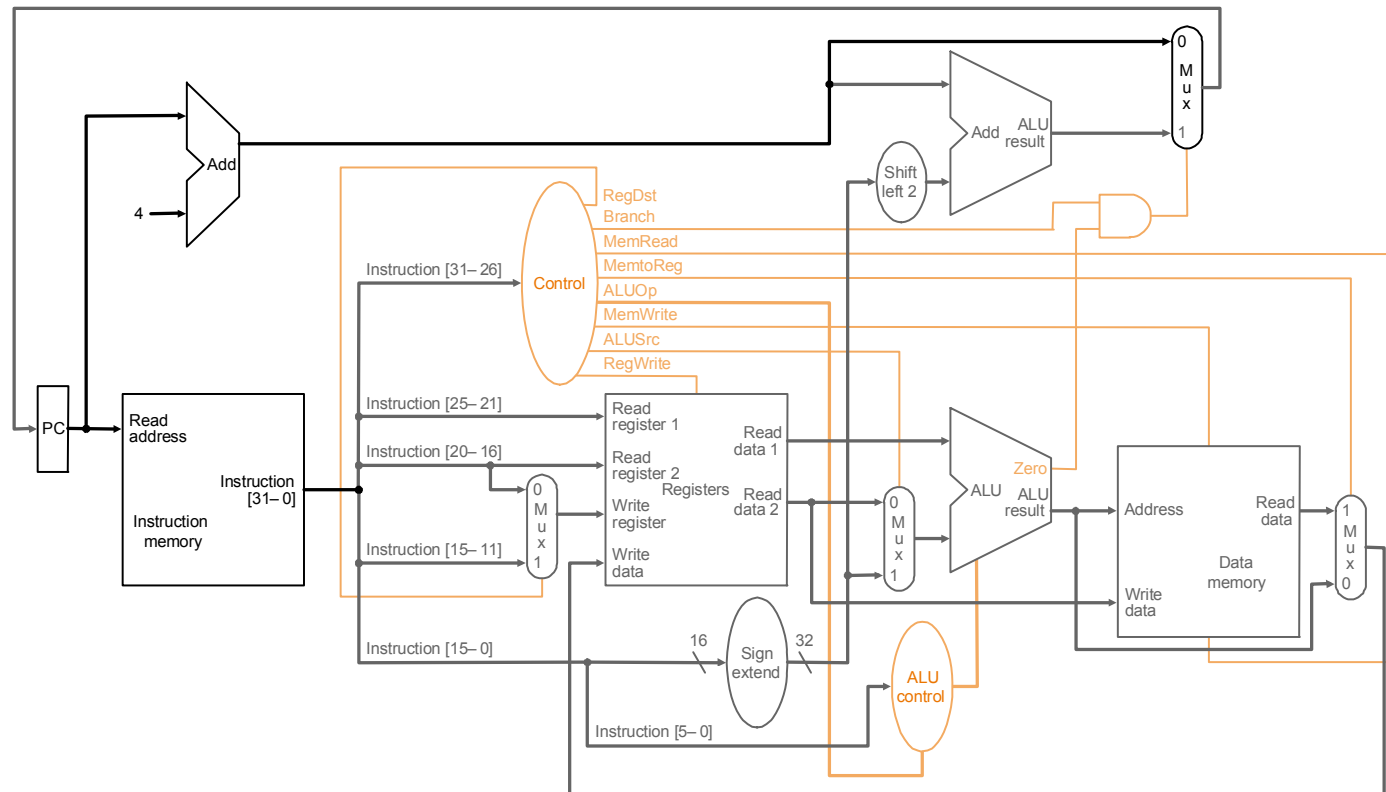 0
M
u
x
1
Add
ALU
result
Add
Shift
left 2
4
RegDst
Branch
MemRead
MemtoReg
ALUOp
MemWrite
ALUSrc
RegWrite
Control
Instruction [31– 26]
Instruction [25– 21]
Instruction [20– 16]
Instruction [15– 11]
Instruction [15– 0]
Instruction [5– 0]
PC
Read
address
Instruction
[31– 0]
Instruction
memory
0
M
u
x
1
Read
register 1
Read
register 2
Write
register
Write
data
Registers
Read
data 1
Read
data 2
0
M
u
x
1
Zero
ALU
ALU
result
Address
Write
data
Read
data
Data
memory
1
M
u
x
0
16
Sign
extend
32
ALU
control